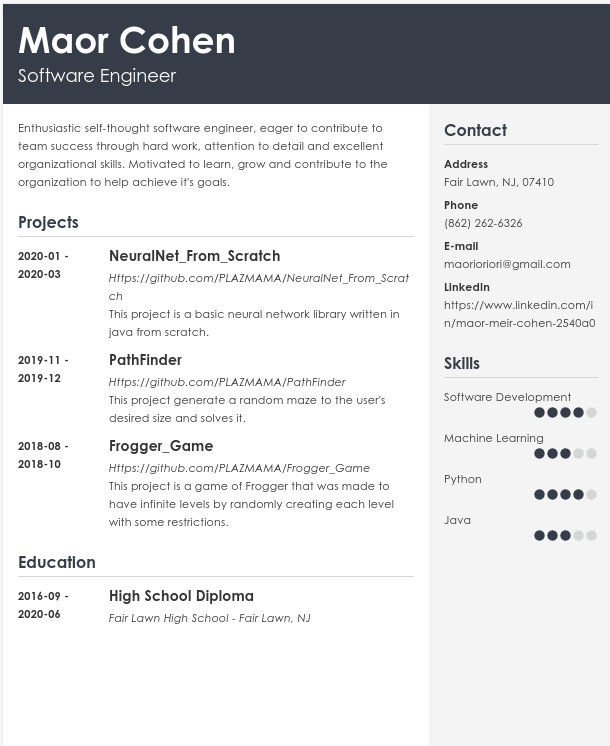 Maor Cohen
Software Engineer
Enthusiastic self-thought software engineer, eager to contribute to
team success through hard work, attention to detail and excellent
organizational skills. Motivated to learn, grow and contribute to the
organization to help achieve it's goals.
Projects
2020-01 -
2020-03
NeuralNet_From_Scratch
Https://github.com/PLAZMAMA/NeuralNet_From_Scrat
ch
This project is a basic neural network library written in
java from scratch.
2019-11 -
2019-12
PathFinder
Https://github.com/PLAZMAMA/PathFinder
This project generate a random maze to the user's
desired size and solves it.
2018-08 -
2018-10
Frogger_Game
Https://github.com/PLAZMAMA/Frogger_Game
This project is a game of Frogger that was made to
have infinite levels by randomly creating each level
with some restrictions.
Education
2016-09 -
2020-06
High School Diploma
Fair Lawn High School - Fair Lawn, NJ
Contact
Address
Fair Lawn, NJ, 07410
Phone
(862) 262-6326
E-mail
maorioriori@gmail.com
LinkedIn
https://www.linkedin.com/i
n/maor-meir-cohen-2540a0
Skills
Software Development
Machine Learning
Python
Java